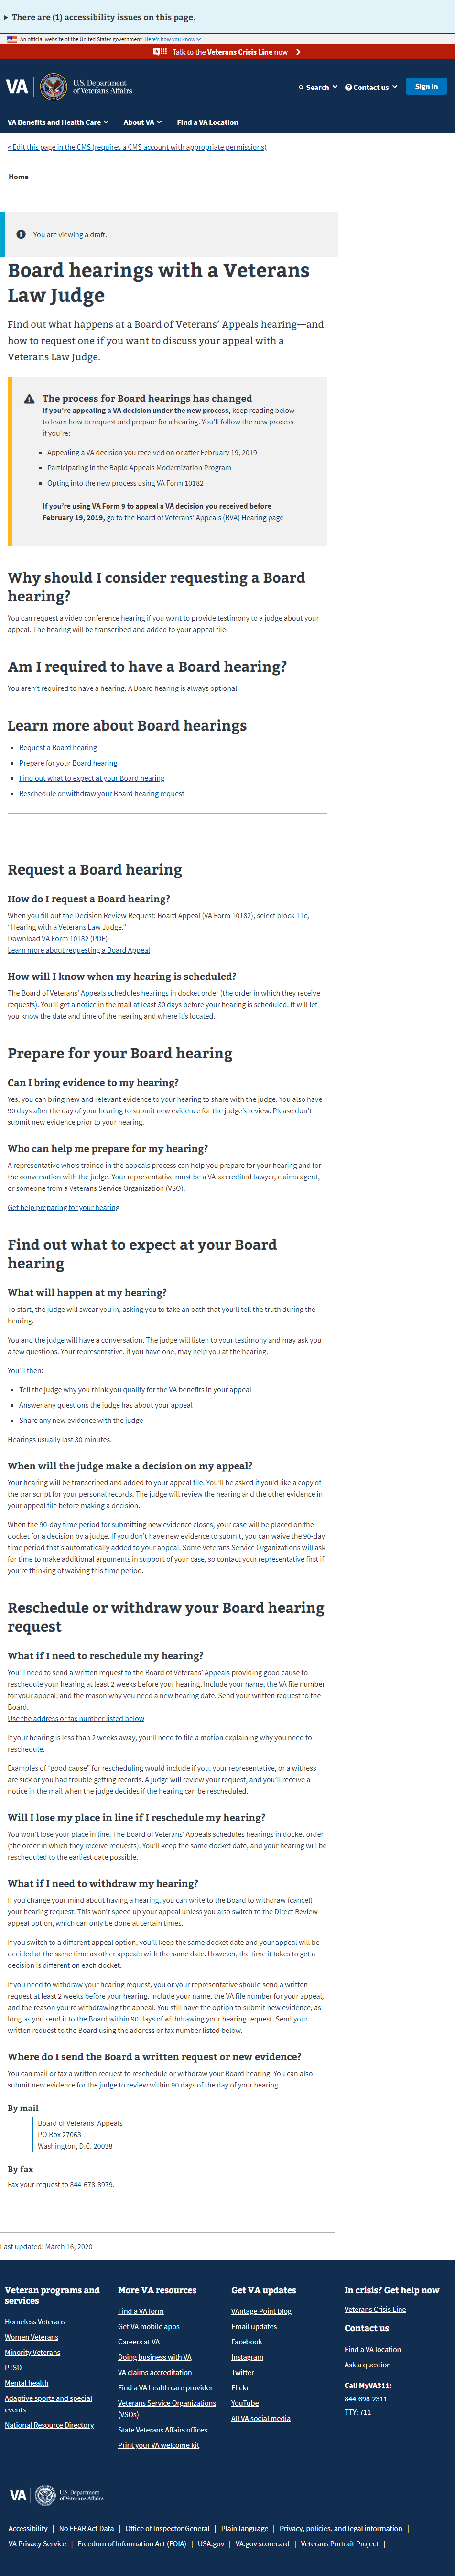 There are (1) accessibility issues on this page.
An official website of the United States government Here's how you know
Talk to the Veterans Crisis Line now
VA U.S. Department of Veterans Affairs
Search Contact us Sign in
VA Benefits and Health Care About VA Find a VA Location
« Edit this page in the CMS (requires a CMS account with appropriate permissions)
Home
You are viewing a draft.
Board hearings with a Veterans
Law Judge
Find out what happens at a Board of Veterans' Appeals hearing—and
how to request one if you want to discuss your appeal with a
Veterans Law Judge.
The process for Board hearings has changed
If you're appealing a VA decision under the new process, keep reading below
to learn how to request and prepare for a hearing. You'll follow the new process
if you're:
Appealing a VA decision you received on or after February 19, 2019
Participating in the Rapid Appeals Modernization Program
Opting into the new process using VA Form 10182
If you're using VA Form 9 to appeal a VA decision you received before
February 19, 2019, go to the Board of Veterans' Appeals (BVA) Hearing page
Why should I consider requesting a Board
hearing?
You can request a video conference hearing if you want to provide testimony to a judge about your
appeal. The hearing will be transcribed and added to your appeal file.
Am I required to have a Board hearing?
You aren't required to have a hearing. A Board hearing is always optional.
Learn more about Board hearings
Request a Board hearing
Prepare for your Board hearing
Find out what to expect at your Board hearing
Reschedule or withdraw your Board hearing request
Request a Board hearing
How do I request a Board hearing?
When you fill out the Decision Review Request: Board Appeal (VA Form 10182), select block 11c,
“Hearing with a Veterans Law Judge.”
Download VA Form 10182 (PDF)
Learn more about requesting a Board Appeal
How will I know when my hearing is scheduled?
The Board of Veterans' Appeals schedules hearings in docket order (the order in which they receive
requests). You'll get a notice in the mail at least 30 days before your hearing is scheduled. It will let
you know the date and time of the hearing and where it's located.
Prepare for your Board hearing
Can I bring evidence to my hearing?
Yes, you can bring new and relevant evidence to your hearing to share with the judge. You also have
90 days after the day of your hearing to submit new evidence for the judge's review. Please don't
submit new evidence prior to your hearing.
Who can help me prepare for my hearing?
A representative who's trained in the appeals process can help you prepare for your hearing and for
the conversation with the judge. Your representative must be a VA-accredited lawyer, claims agent,
or someone from a Veterans Service Organization (VSO).
Get help preparing for your hearing
Find out what to expect at your Board
hearing
What will happen at my hearing?
To start, the judge will swear you in, asking you to take an oath that you'll tell the truth during the
hearing.
You and the judge will have a conversation. The judge will listen to your testimony and may ask you
a few questions. Your representative, if you have one, may help you at the hearing.
You'll then:
Tell the judge why you think you qualify for the VA benefits in your appeal
Answer any questions the judge has about your appeal
Share any new evidence with the judge
Hearings usually last 30 minutes.
When will the judge make a decision on my appeal?
Your hearing will be transcribed and added to your appeal file. You'll be asked if you'd like a copy of
the transcript for your personal records. The judge will review the hearing and the other evidence in
your appeal file before making a decision.
When the 90-day time period for submitting new evidence closes, your case will be placed on the
docket for a decision by a judge. If you don't have new evidence to submit, you can waive the 90-day
time period that's automatically added to your appeal. Some Veterans Service Organizations will ask
for time to make additional arguments in support of your case, so contact your representative first if
you're thinking of waiving this time period.
Reschedule or withdraw your Board hearing
request
What if I need to reschedule my hearing?
You'll need to send a written request to the Board of Veterans' Appeals providing good cause to
reschedule your hearing at least 2 weeks before your hearing. Include your name, the VA file number
for your appeal, and the reason why you need a new hearing date. Send your written request to the
Board.
Use the address or fax number listed below
If your hearing is less than 2 weeks away, you'll need to file a motion explaining why you need to
reschedule.
Examples of “good cause” for rescheduling would include if you, your representative, or a witness
are sick or you had trouble getting records. A judge will review your request, and you'll receive a
notice in the mail when the judge decides if the hearing can be rescheduled.
Will I lose my place in line if I reschedule my hearing?
You won't lose your place in line. The Board of Veterans' Appeals schedules hearings in docket order
(the order in which they receive requests). You'll keep the same docket date, and your hearing will be
rescheduled to the earliest date possible.
What if I need to withdraw my hearing?
If you change your mind about having a hearing, you can write to the Board to withdraw (cancel)
your hearing request. This won't speed up your appeal unless you also switch to the Direct Review
appeal option, which can only be done at certain times.
If you switch to a different appeal option, you'll keep the same docket date and your appeal will be
decided at the same time as other appeals with the same date. However, the time it takes to get a
decision is different on each docket.
If you need to withdraw your hearing request, you or your representative should send a written
request at least 2 weeks before your hearing. Include your name, the VA file number for your appeal,
and the reason you're withdrawing the appeal. You still have the option to submit new evidence, as
long as you send it to the Board within 90 days of withdrawing your hearing request. Send your
written request to the Board using the address or fax number listed below.
Where do I send the Board a written request or new evidence?
You can mail or fax a written request to reschedule or withdraw your Board hearing. You can also
submit new evidence for the judge to review within 90 days of the day of your hearing.
By mail
Board of Veterans' Appeals
PO Box 27063
Washington, D.C. 20038
By fax
Fax your request to 844-678-8979.
Last updated: March 16, 2020
Veteran programs and
services
Homeless Veterans
Women Veterans
Minority Veterans
PTSD
Mental health
Adaptive sports and special
events
National Resource Directory
More VA resources
Find a VA form
Get VA mobile apps
Careers at VA
Doing business with VA
VA claims accreditation
Find a VA health care provider
Veterans Service Organizations
(VSOs)
State Veterans Affairs offices
Print your VA welcome kit
Get VA updates
VAntage Point blog
Email updates
Facebook
Instagram
Twitter
Flickr
YouTube
All VA social media
In crisis? Get help now
Veterans Crisis Line
Contact us
Find a VA location
Ask a question
Call MyVA311:
844-698-2311
TTY: 711
VA U.S. Department of Veterans Affairs
Accessibility | No FEAR Act Data | Office of Inspector General | Plain language | Privacy, policies, and legal information |
VA Privacy Service | Freedom of Information Act (FOIA) | USA.gov | VA.gov scorecard | Veterans Portrait Project |